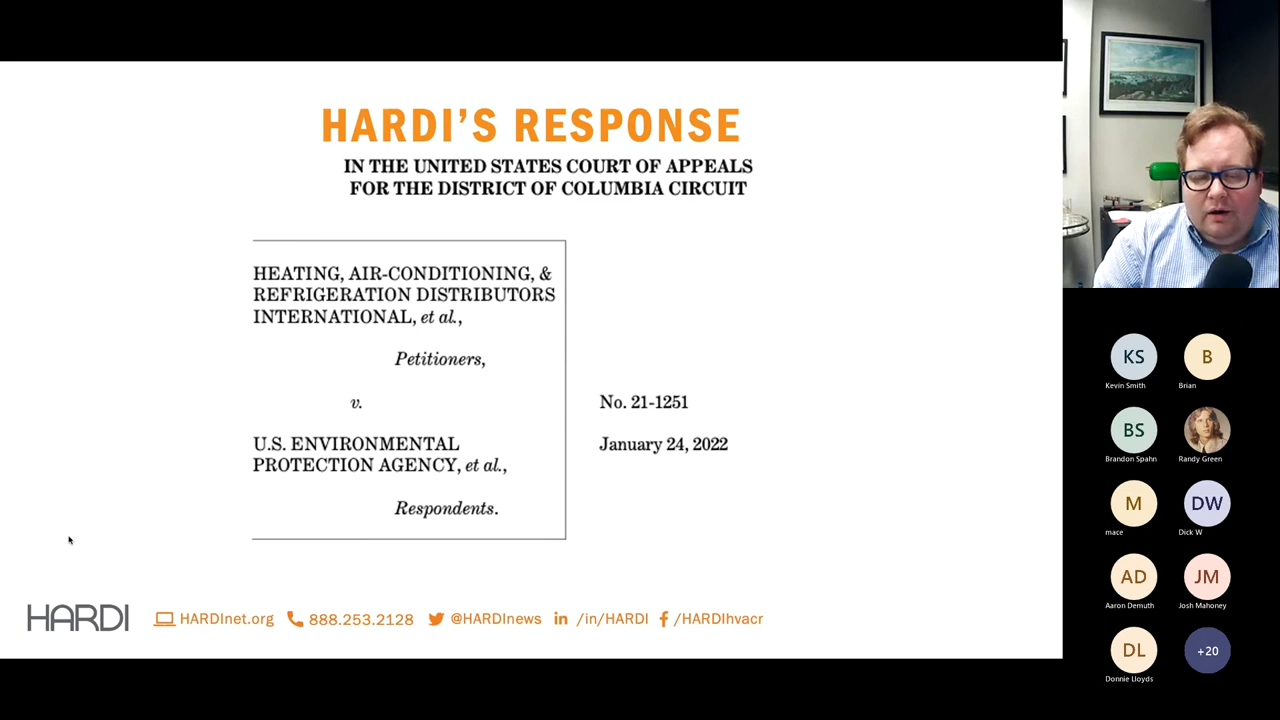 HARDI'S RESPONSE
IN THE UNITED STATES COURT OF APPEALS
FOR THE DISTRICT OF COLUMBIA CIRCUIT
HEATING, AIR-CONDITIONING, &
REFRIGERATION DISTRIBUTORS
INTERNATIONAL, et al.,
Petitioners,
v.
No. 21-1251
U.S. ENVIRONMENTAL
PROTECTION AGENCY, et al.,
January 24, 2022
Respondents.
HARDI
HARDInet.org
888.253.2128
@HARDInews
in /in/HARDI
f /HARDIhvacr
KS
Kevin Smith
B
Brian
BS
Brandon Spahn
Randy Green
M
mace
DW
Dick W
AD
Aaron Demuth
JM
Josh Mahoney
DL
Donnie Lloyds
+20